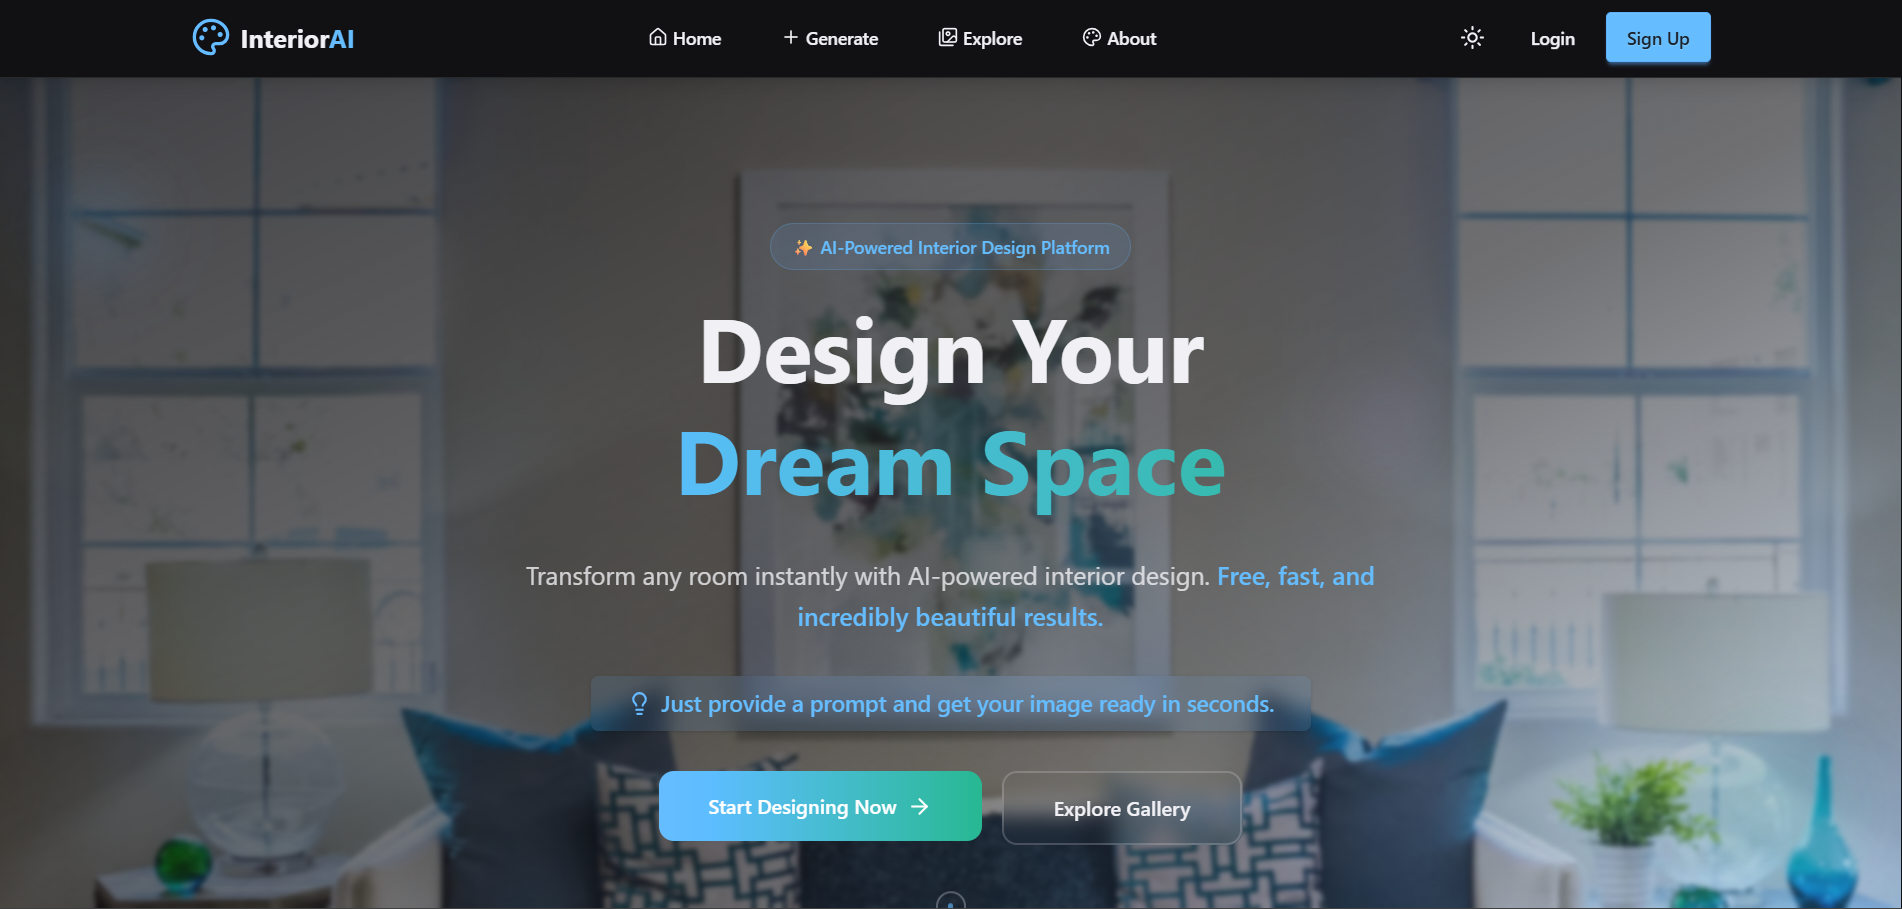 InteriorAI
Home
Generate
Explore
About
Login
Sign Up
✨ AI-Powered Interior Design Platform
Design Your
Dream Space
Transform any room instantly with AI-powered interior design. Free, fast, and
incredibly beautiful results.
Just provide a prompt and get your image ready in seconds.
Start Designing Now →
Explore Gallery